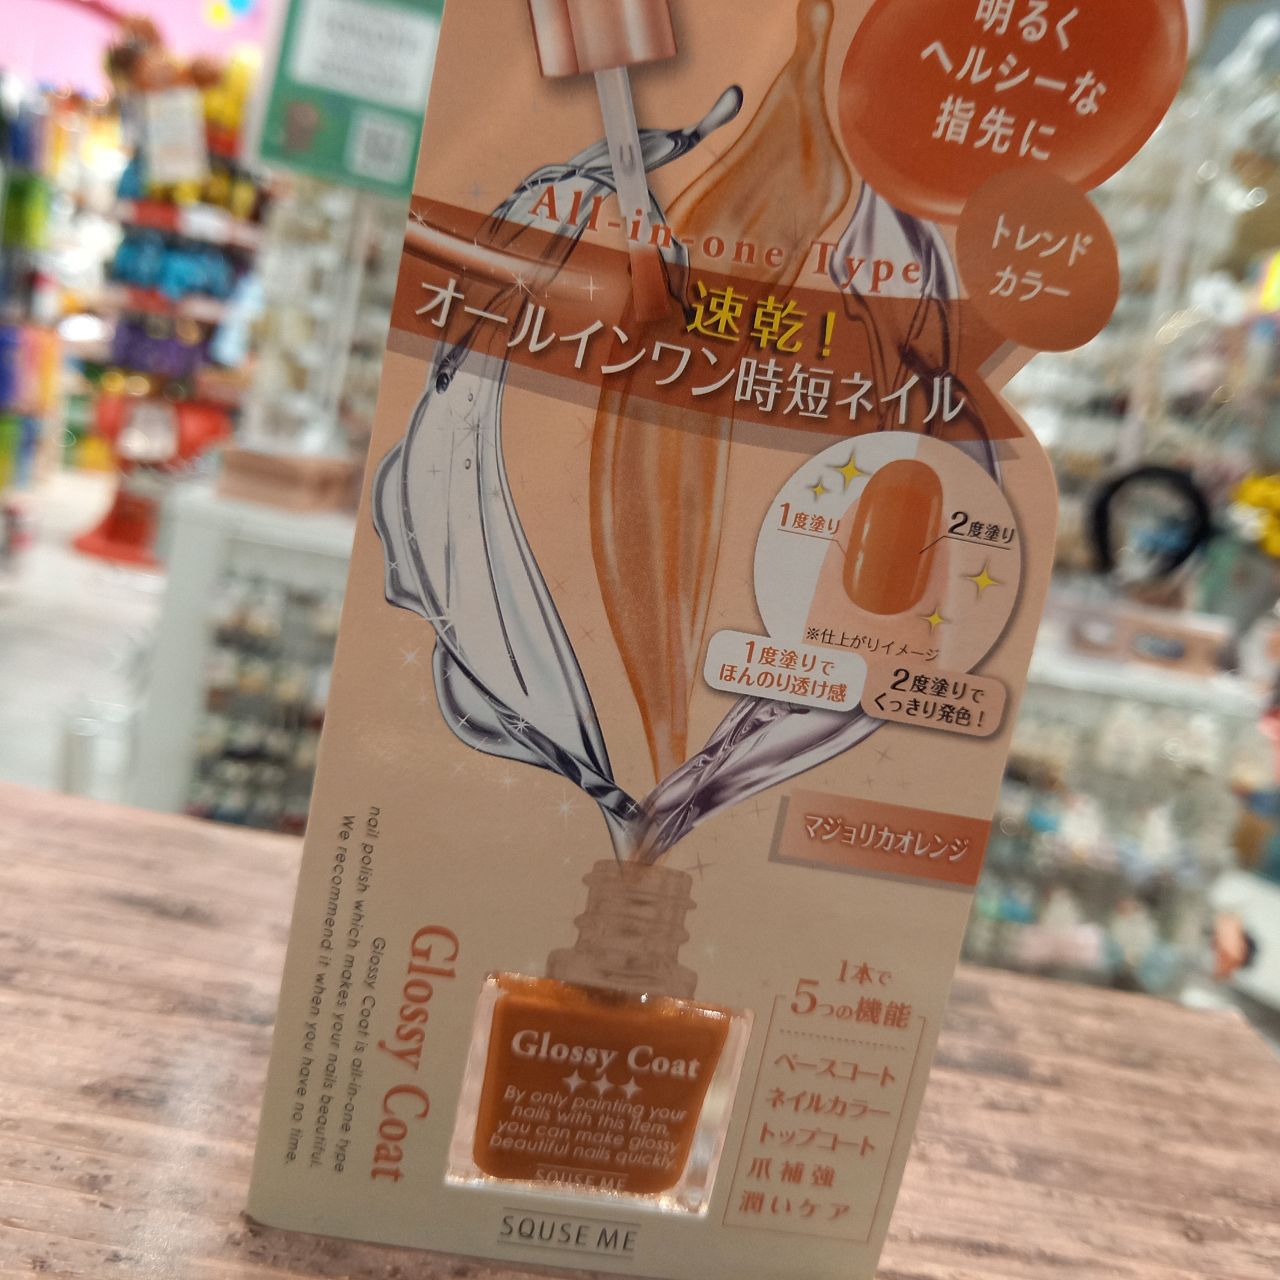 明るく
ヘルシーな
指先に
トレンド
カラー
All-in-one Type
速乾!
オールインワン時短ネイル
1度塗り
2度塗り
※仕上がりイメージ
1度塗りで
ほんのり透け感
2度塗りで
くっきり発色!
マジョリカオレンジ
1本で
5つの機能
ベースコート
ネイルカラー
トップコート
爪補強
潤いケア
Glossy Coat
Glossy Coat is all-in-one type
nail polish which makes your nails beautiful.
We recommend it when you have no time.
Glossy Coat
By only painting your
nails with this item,
you can make glossy
beautiful nails quickly.
SQUSE ME
SQUSE ME